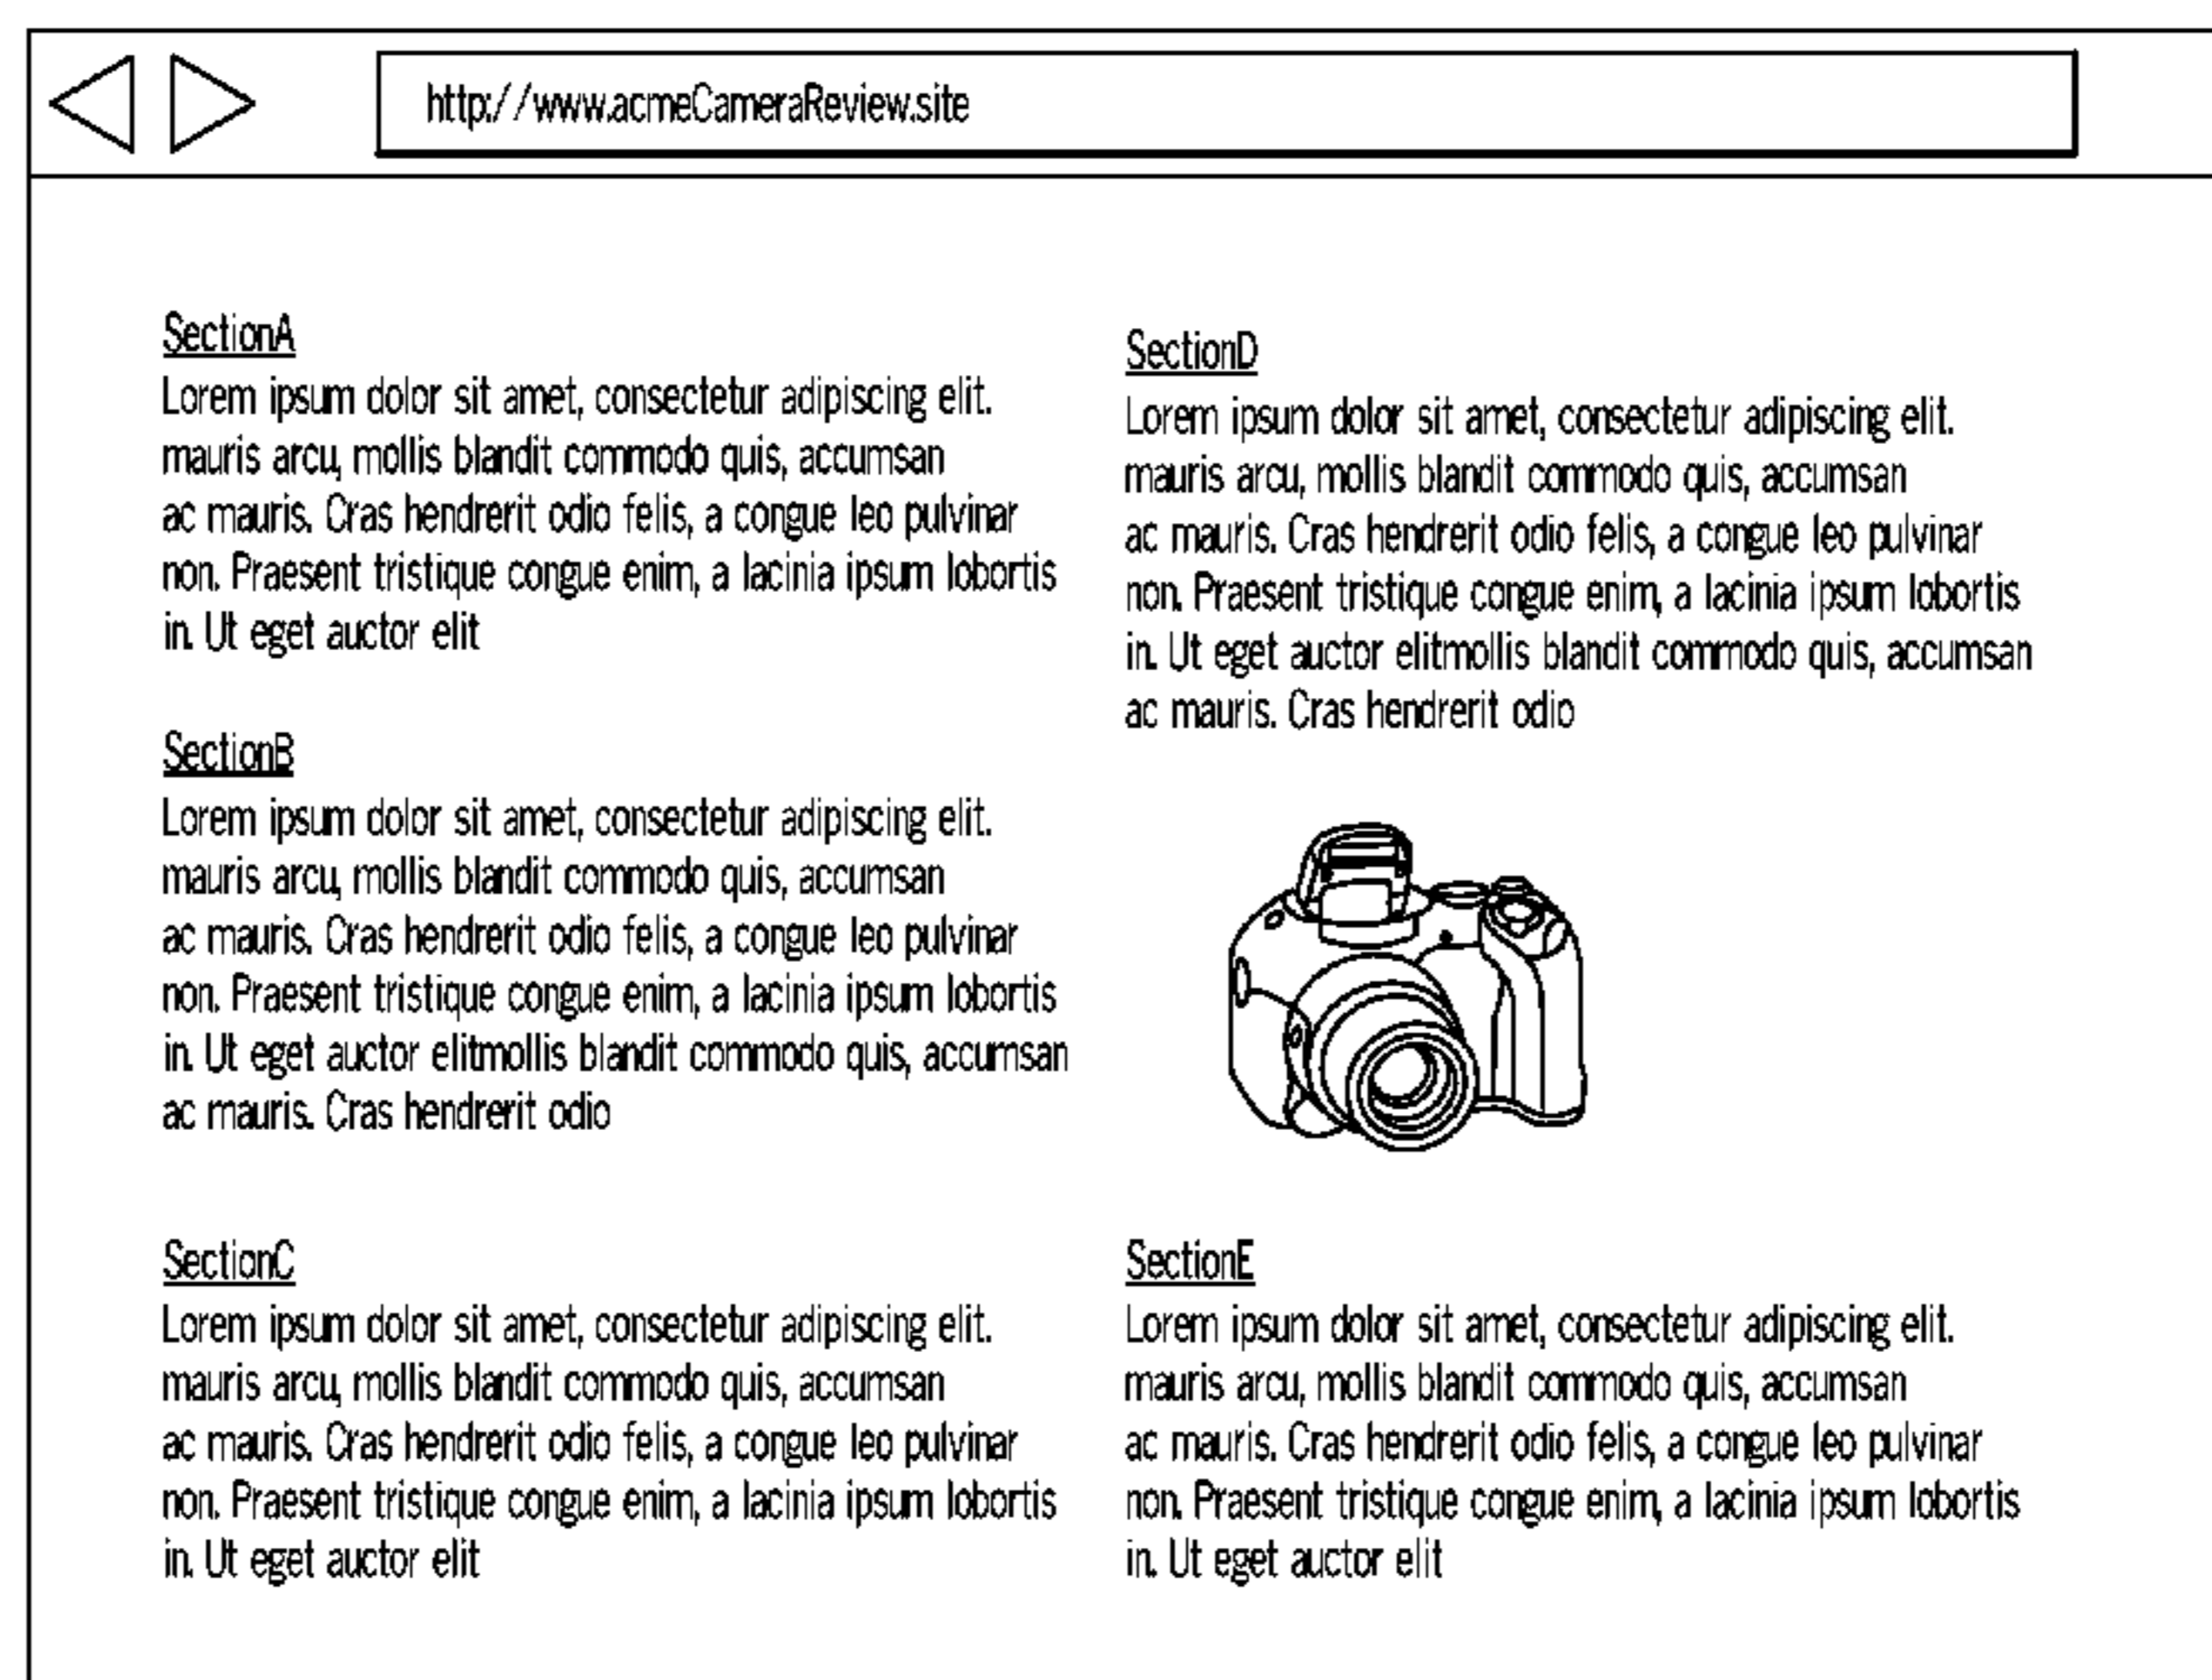 http://www.acmeCameraReview.site
SectionA
Lorem ipsum dolor sit amet, consectetur adipiscing elit.
mauris arcu, mollis blandit commodo quis, accumsan
ac mauris. Cras hendrerit odio felis, a congue leo pulvinar
non. Praesent tristique congue enim, a lacinia ipsum lobortis
in. Ut eget auctor elit
SectionB
Lorem ipsum dolor sit amet, consectetur adipiscing elit.
mauris arcu, mollis blandit commodo quis, accumsan
ac mauris. Cras hendrerit odio felis, a congue leo pulvinar
non. Praesent tristique congue enim, a lacinia ipsum lobortis
in. Ut eget auctor elitmollis blandit commodo quis, accumsan
ac mauris. Cras hendrerit odio
SectionC
Lorem ipsum dolor sit amet, consectetur adipiscing elit.
mauris arcu, mollis blandit commodo quis, accumsan
ac mauris. Cras hendrerit odio felis, a congue leo pulvinar
non. Praesent tristique congue enim, a lacinia ipsum lobortis
in. Ut eget auctor elit
SectionD
Lorem ipsum dolor sit amet, consectetur adipiscing elit.
mauris arcu, mollis blandit commodo quis, accumsan
ac mauris. Cras hendrerit odio felis, a congue leo pulvinar
non. Praesent tristique congue enim, a lacinia ipsum lobortis
in. Ut eget auctor elitmollis blandit commodo quis, accumsan
ac mauris. Cras hendrerit odio
SectionE
Lorem ipsum dolor sit amet, consectetur adipiscing elit.
mauris arcu, mollis blandit commodo quis, accumsan
ac mauris. Cras hendrerit odio felis, a congue leo pulvinar
non. Praesent tristique congue enim, a lacinia ipsum lobortis
in. Ut eget auctor elit